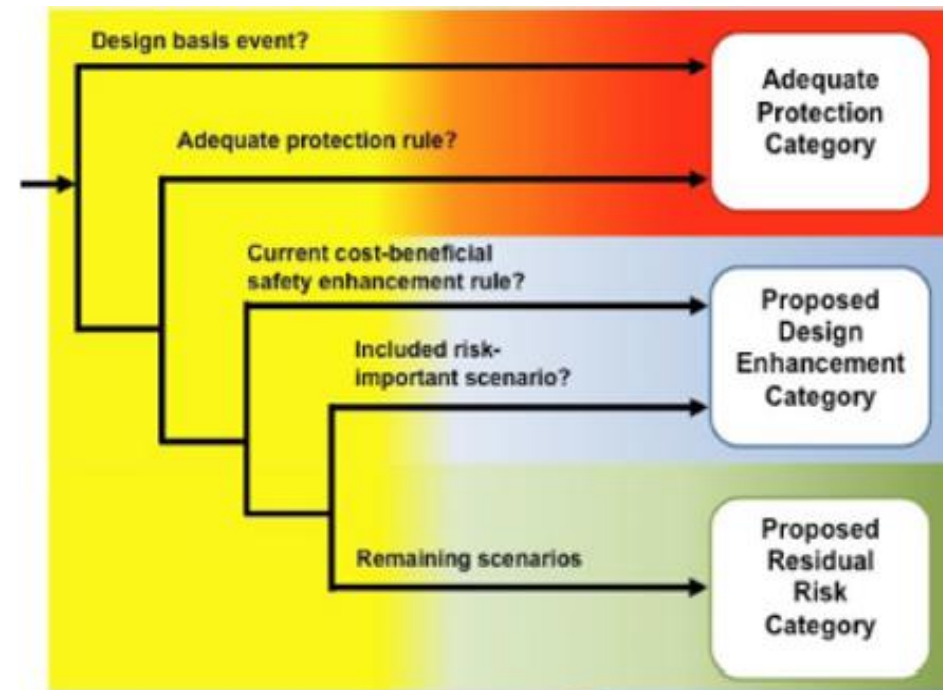 Design basis event?
Adequate
Protection
Category
Adequate protection rule?
Current cost-beneficial
safety enhancement rule?
Included risk-
important scenario?
Proposed
Design
Enhancement
Category
Remaining scenarios
Proposed
Residual
Risk
Category